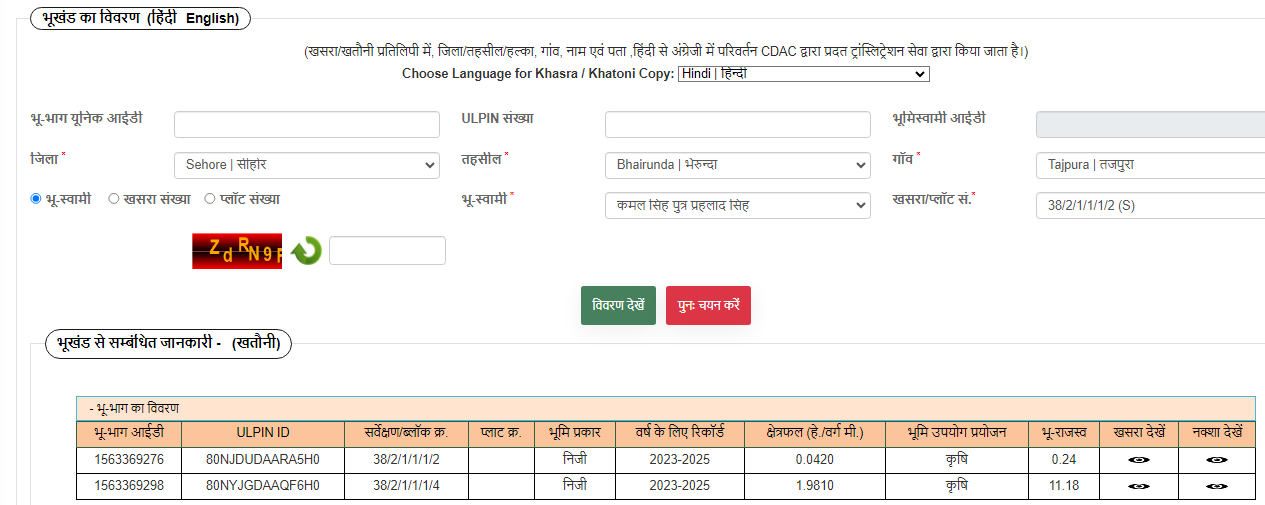 भूखंड का विवरण (हिंदी English)
(खसरा/खतौनी प्रतिलिपी में, जिला/तहसील/हल्का, गांव, नाम एवं पता ,हिंदी से अंग्रेजी में परिवर्तन CDAC द्वारा प्रदत ट्रांस्लिट्रेशन सेवा द्वारा किया जाता है।)
Choose Language for Khasra / Khatoni Copy: Hindi | हिन्दी
भू-भाग यूनिक आईडी ULPIN संख्या भूमिस्वामी आईडी
जिला * Sehore | सीहोर तहसील * Bhairunda | भेरुन्दा गॉव * Tajpura | तजपुरा
भू-स्वामी खसरा संख्या प्लॉट संख्या भू-स्वामी * कमल सिंह पुत्र प्रहलाद सिंह खसरा/प्लॉट सं.* 38/2/1/1/1/2 (S)
ZdRN9
विवरण देखें पुनः चयन करें
भूखंड से सम्बंधित जानकारी - (खतौनी)
- भू-भाग का विवरण
भू-भाग आईडी ULPIN ID सर्वेक्षण/ब्लॉक क्र. प्लाट क्र. भूमि प्रकार वर्ष के लिए रिकॉर्ड क्षेत्रफल (हे./वर्ग मी.) भूमि उपयोग प्रयोजन भू-राजस्व खसरा देखें नक्शा देखें
1563369276 80NJDUDAARA5H0 38/2/1/1/1/2 निजी 2023-2025 0.0420 कृषि 0.24
1563369298 80NYJGDAAQF6H0 38/2/1/1/1/4 निजी 2023-2025 1.9810 कृषि 11.18